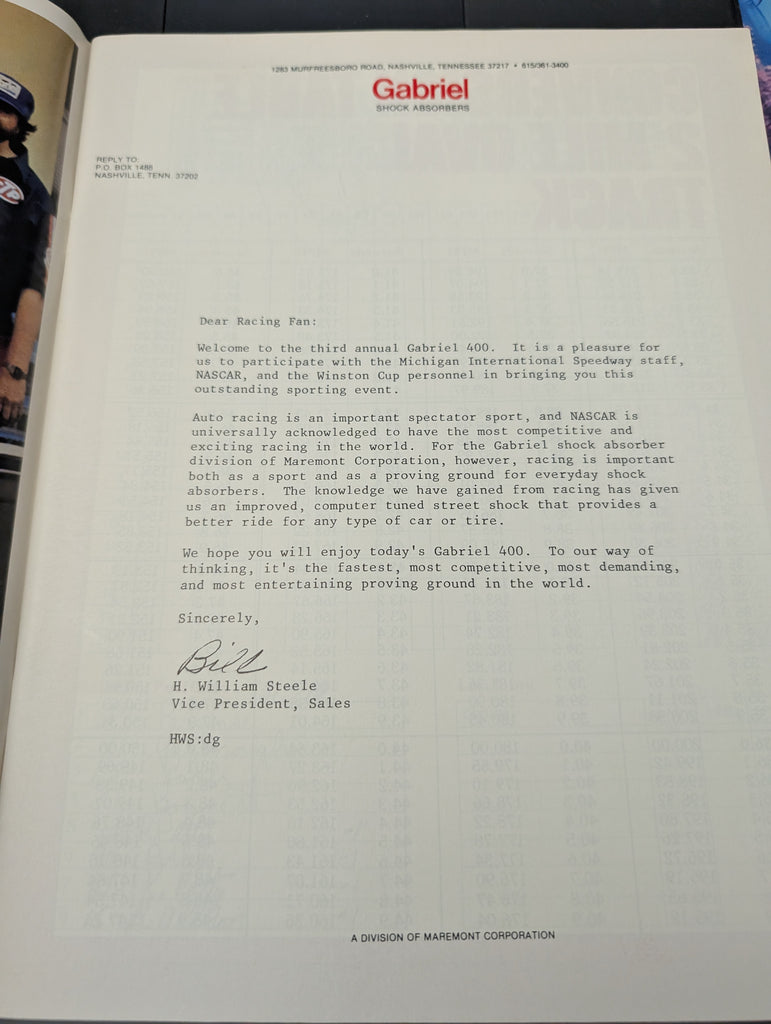 1283 MURFREESBORO ROAD, NASHVILLE, TENNESSEE 37217 • 615/361-3400
Gabriel
SHOCK ABSORBERS
REPLY TO:
P.O. BOX 1488
NASHVILLE, TENN. 37202
Dear Racing Fan:
Welcome to the third annual Gabriel 400. It is a pleasure for
us to participate with the Michigan International Speedway staff,
NASCAR, and the Winston Cup personnel in bringing you this
outstanding sporting event.
Auto racing is an important spectator sport, and NASCAR is
universally acknowledged to have the most competitive and
exciting racing in the world. For the Gabriel shock absorber
division of Maremont Corporation, however, racing is important
both as a sport and as a proving ground for everyday shock
absorbers. The knowledge we have gained from racing has given
us an improved, computer tuned street shock that provides a
better ride for any type of car or tire.
We hope you will enjoy today's Gabriel 400. To our way of
thinking, it's the fastest, most competitive, most demanding,
and most entertaining proving ground in the world.
Sincerely,
Bill
H. William Steele
Vice President, Sales
HWS:dg
A DIVISION OF MAREMONT CORPORATION